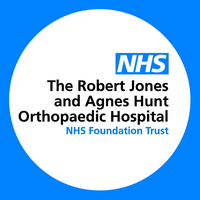 NHS
The Robert Jones
and Agnes Hunt
Orthopaedic Hospital
NHS Foundation Trust